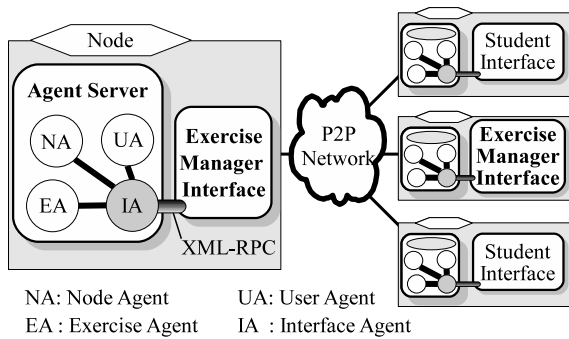 Node
Agent Server
NA
UA
EA
IA
Exercise
Manager
Interface
XML-RPC
P2P
Network
Student
Interface
Exercise
Manager
Interface
Student
Interface
NA: Node Agent
UA: User Agent
EA : Exercise Agent
IA : Interface Agent